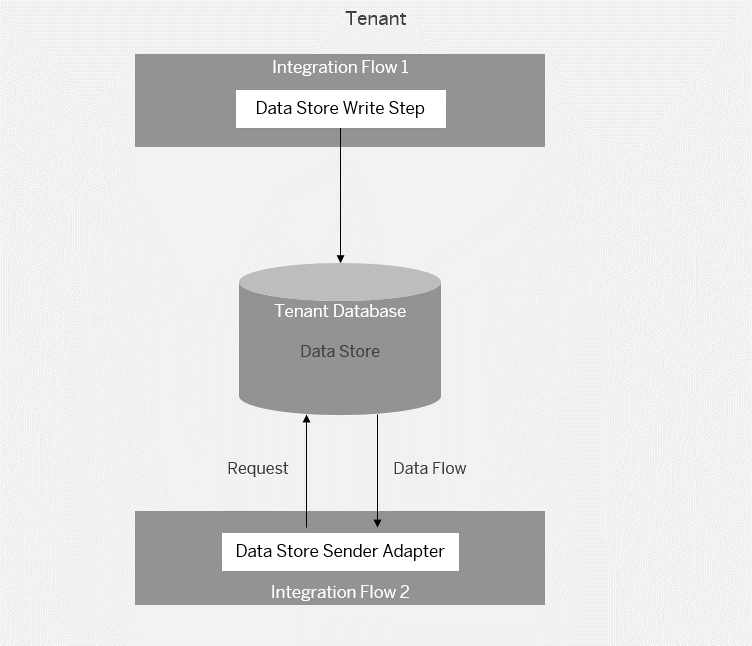 Tenant
Integration Flow 1
Data Store Write Step
Tenant Database
Data Store
Request
Data Flow
Data Store Sender Adapter
Integration Flow 2